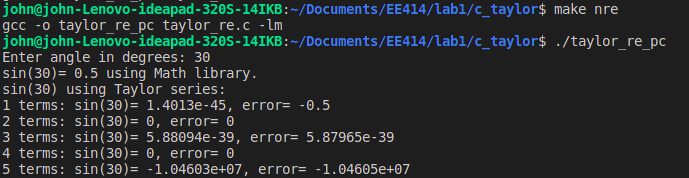 john@john-Lenovo-ideapad-320S-14IKB:~/Documents/EE414/lab1/c_taylor$ make nre
gcc -o taylor_re_pc taylor_re.c -lm
john@john-Lenovo-ideapad-320S-14IKB:~/Documents/EE414/lab1/c_taylor$ ./taylor_re_pc
Enter angle in degrees: 30
sin(30)= 0.5 using Math library.
sin(30) using Taylor series:
1 terms: sin(30)= 1.4013e-45, error= -0.5
2 terms: sin(30)= 0, error= 0
3 terms: sin(30)= 5.88094e-39, error= 5.87965e-39
4 terms: sin(30)= 0, error= 0
5 terms: sin(30)= -1.04603e+07, error= -1.04605e+07